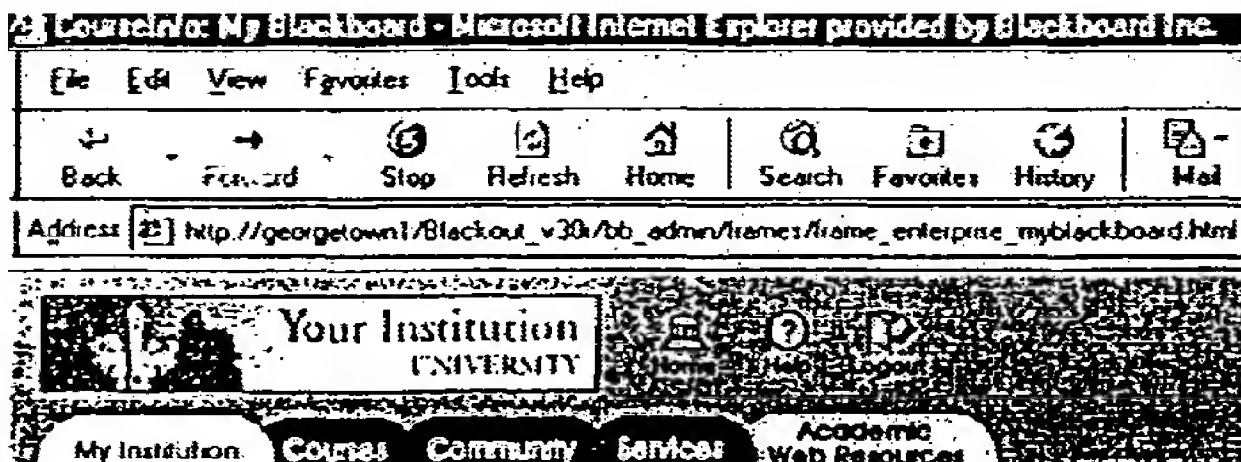 CourseInfo: My Blackboard - Microsoft Internet Explorer provided by Blackboard Inc.
File Edit View Favorites Tools Help
Back Forward Stop Refresh Home Search Favorites History Mail
Address http://georgetown1/Blackout_v30i/bb_admin/frames/frame_enterprise_myblackboard.html
Your Institution
UNIVERSITY
Home Help Logout
My Institution Courses Community Services Academic
Web Resources